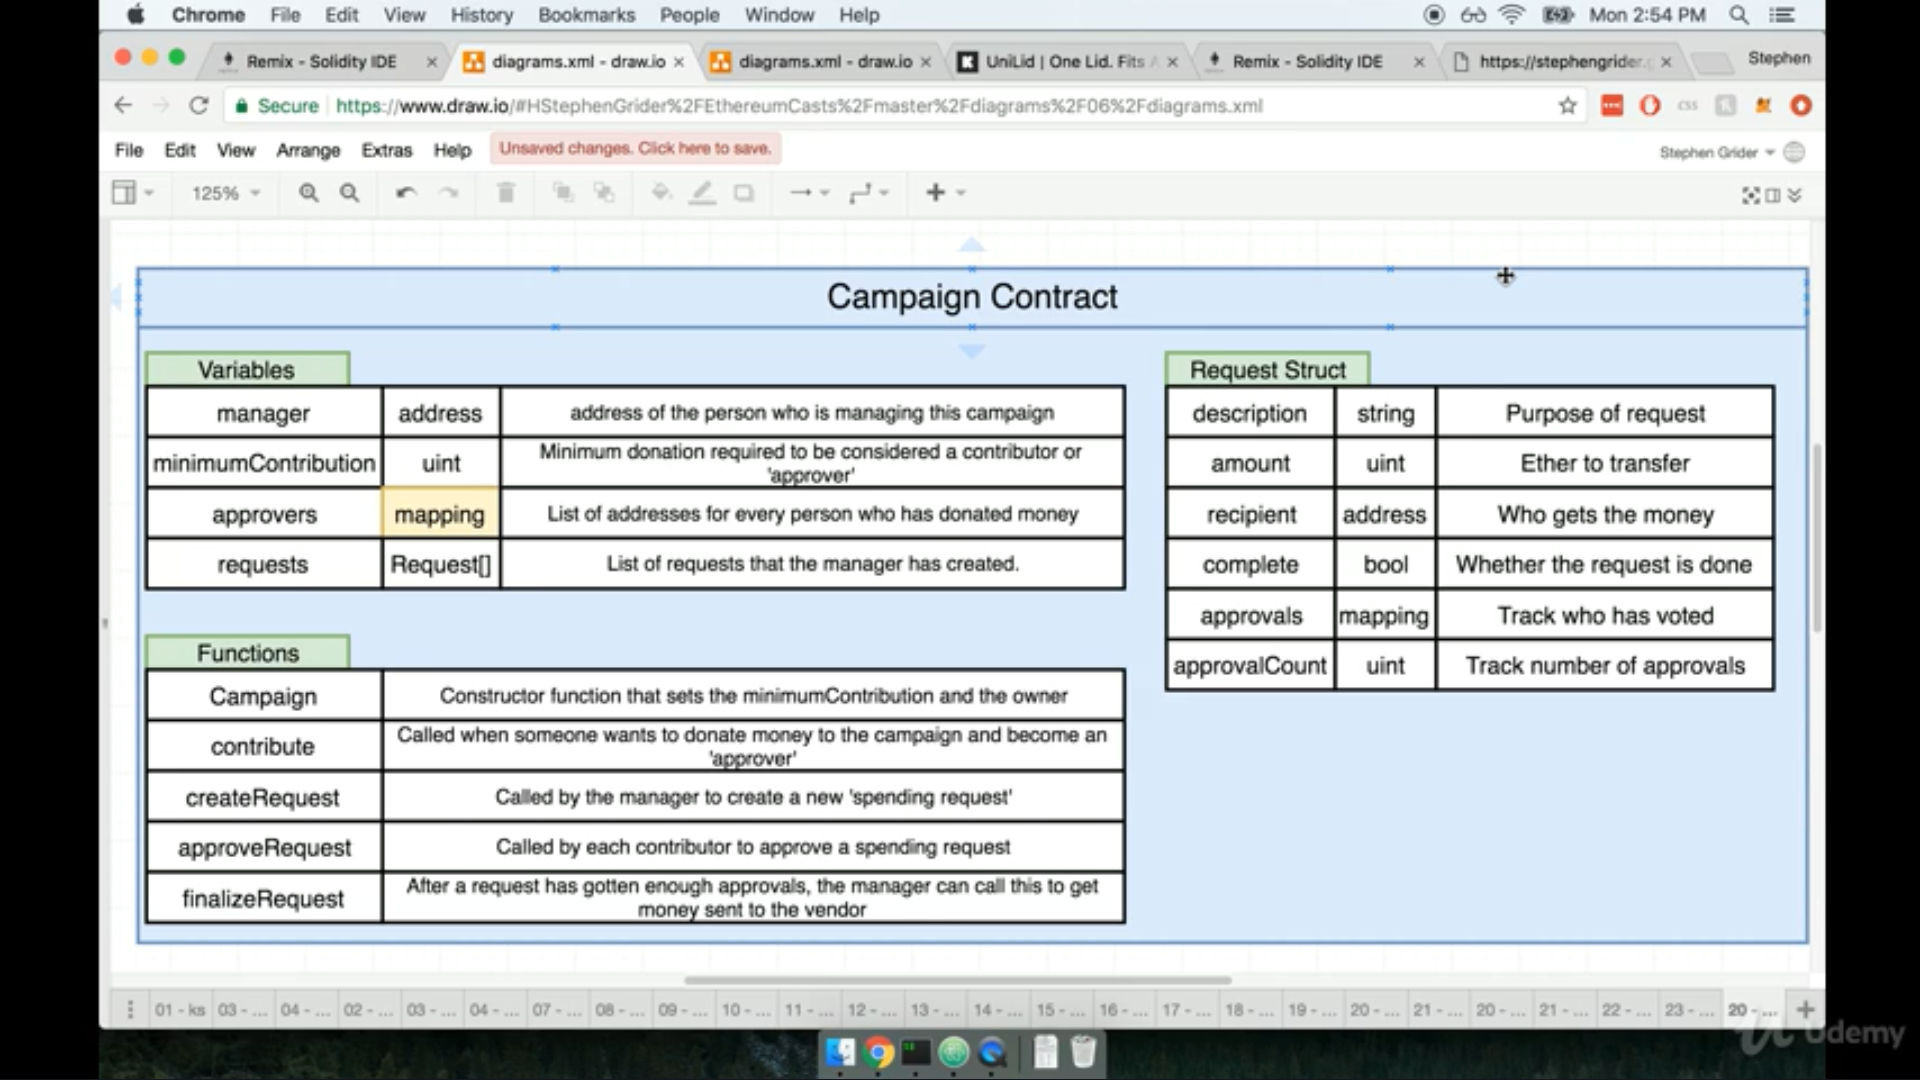 Chrome File Edit View History Bookmarks People Window Help Mon 2:54 PM
Remix - Solidity IDE diagrams.xml - draw.io diagrams.xml - draw.io UniLid | One Lid. Fits Remix - Solidity IDE https://stephengrider. Stephen
Secure https://www.draw.io/#HStephenGrider%2FEthereumCasts%2Fmaster%2Fdiagrams%2F06%2Fdiagrams.xml
File Edit View Arrange Extras Help Unsaved changes. Click here to save. Stephen Grider
125%
Campaign Contract
Variables
manager address address of the person who is managing this campaign
minimumContribution uint Minimum donation required to be considered a contributor or
'approver'
approvers mapping List of addresses for every person who has donated money
requests Request[] List of requests that the manager has created.
Functions
Campaign Constructor function that sets the minimumContribution and the owner
contribute Called when someone wants to donate money to the campaign and become an
'approver'
createRequest Called by the manager to create a new 'spending request'
approveRequest Called by each contributor to approve a spending request
finalizeRequest After a request has gotten enough approvals, the manager can call this to get
money sent to the vendor
Request Struct
description string Purpose of request
amount uint Ether to transfer
recipient address Who gets the money
complete bool Whether the request is done
approvals mapping Track who has voted
approvalCount uint Track number of approvals
01 - ks 03 - ... 04 - ... 02 - ... 03 - ... 04 - ... 07 - ... 08 - ... 09 - ... 10 - ... 11 - ... 12 - ... 13 - ... 14 - ... 15 - ... 16 - ... 17 - ... 18 - ... 19 - ... 20 - ... 21 - ... 20 - ... 21 - ... 22 - ... 23 - ... 20 - ...
Udemy